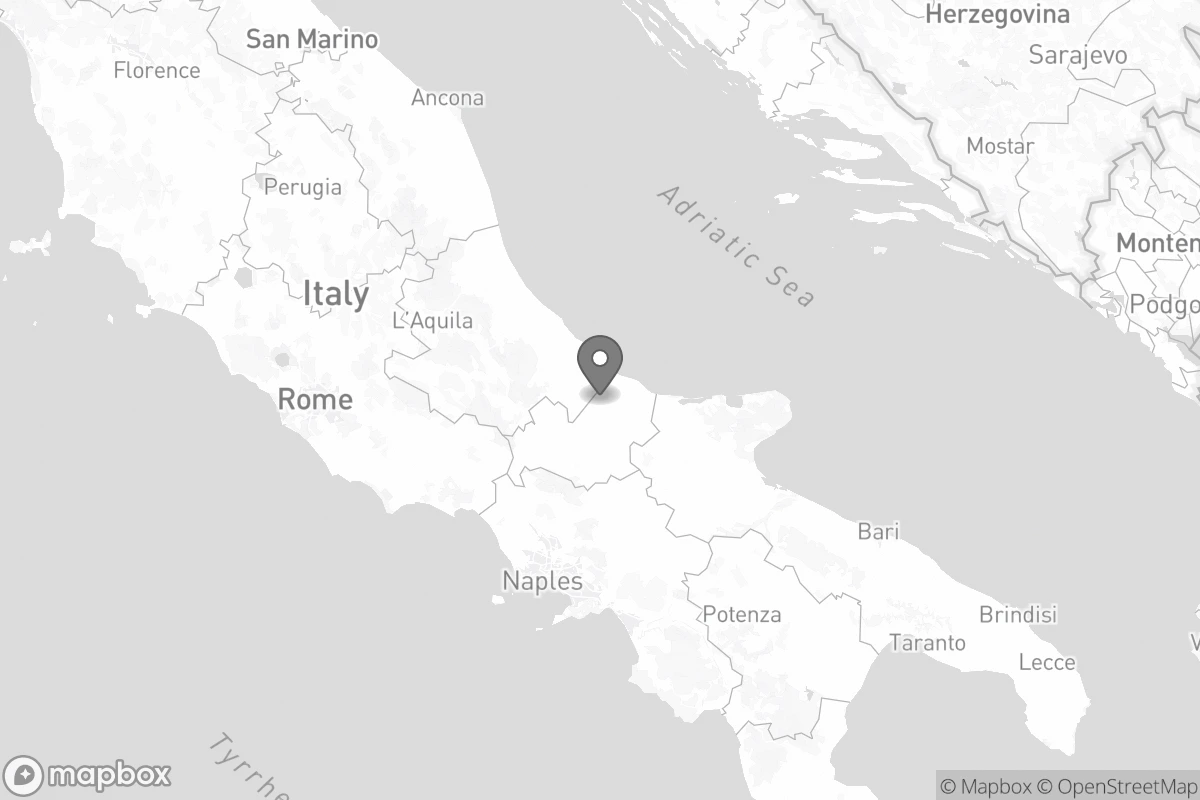 Herzegovina
San Marino
Sarajevo
Florence
Ancona
Mostar
Perugia
Adriatic Sea
Monten
Italy
Podgo
L'Aquila
Rome
Bari
Naples
Potenza
Brindisi
Taranto
V
Lecce
Tyrrhe
mapbox
© Mapbox © OpenStreetMap